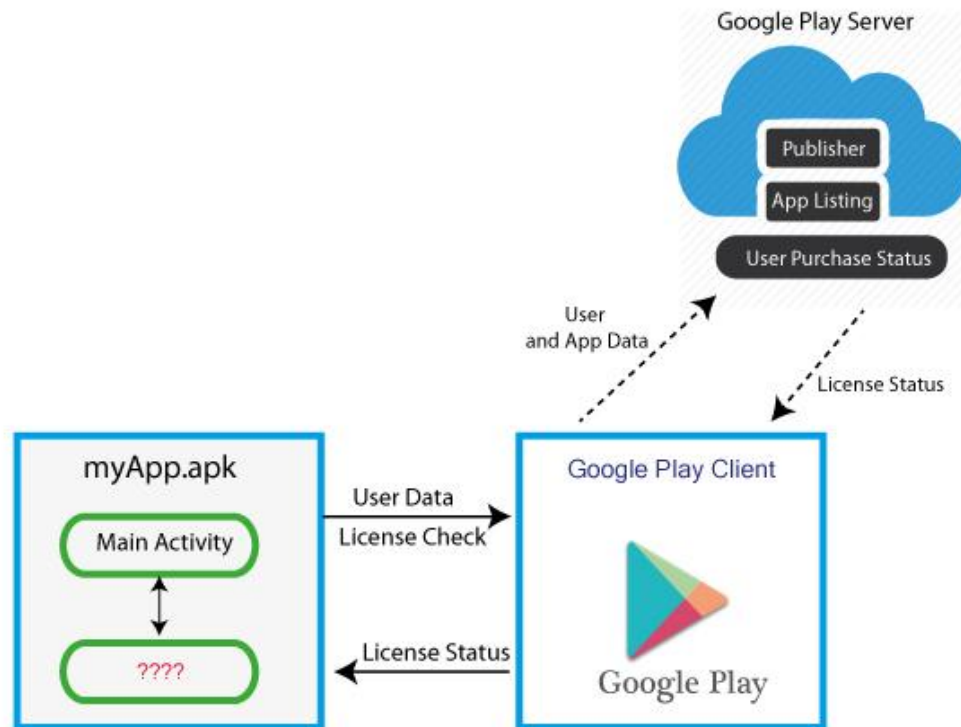 Google Play Server
Publisher
App Listing
User Purchase Status
User
and App Data
License Status
myApp.apk
Main Activity
????
User Data
License Check
License Status
Google Play Client
Google Play